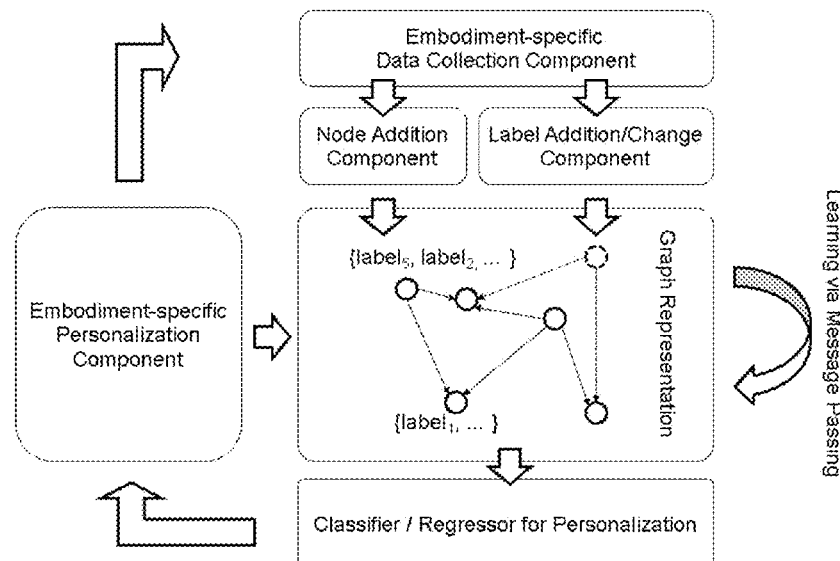 Embodiment-specific
Data Collection Component
Node Addition
Component
Label Addition/Change
Component
Embodiment-specific
Personalization
Component
{label5, label2, ... }
{label1, ... }
Graph Representation
Learning via Message Passing
Classifier / Regressor for Personalization